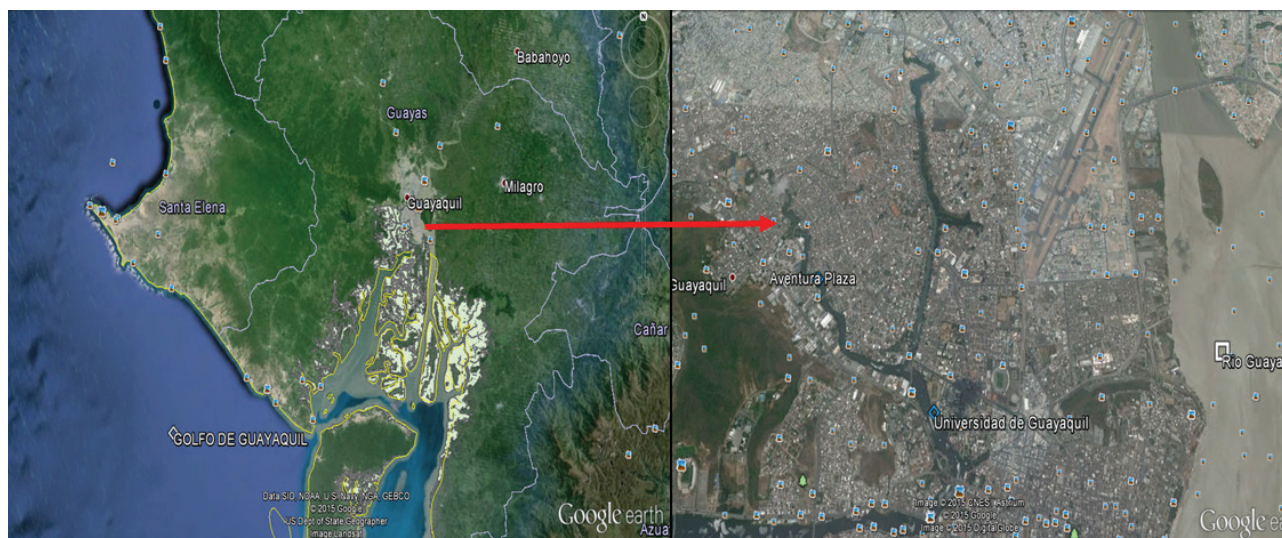 Babahoyo
Guayas
Milagro
Guayaquil
Santa Elena
Cañar
GOLFO DE GUAYAQUIL
Data SIO, NOAA, U.S. Navy, NGA, GEBCO
© 2015 Google
US Dept of State Geographer
Image Landsat
Google earth
Azua
Aventura Plaza
Guayaquil
Rio Guaya
Universidad de Guayaquil
Image © 2015 CNES / Astrium
© 2015 Google
Image © 2015 DigitalGlobe
Google ea